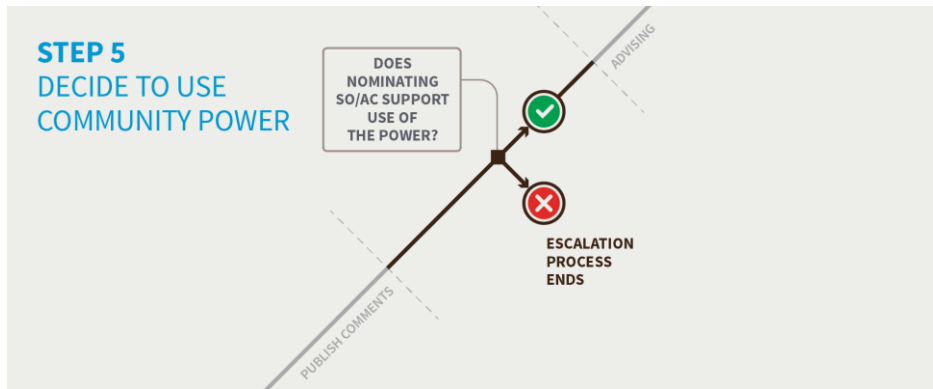 STEP 5
DECIDE TO USE
COMMUNITY POWER
DOES
NOMINATING
SO/AC SUPPORT
USE OF
THE POWER?
ADVISING
ESCALATION
PROCESS
ENDS
PUBLISH COMMENTS